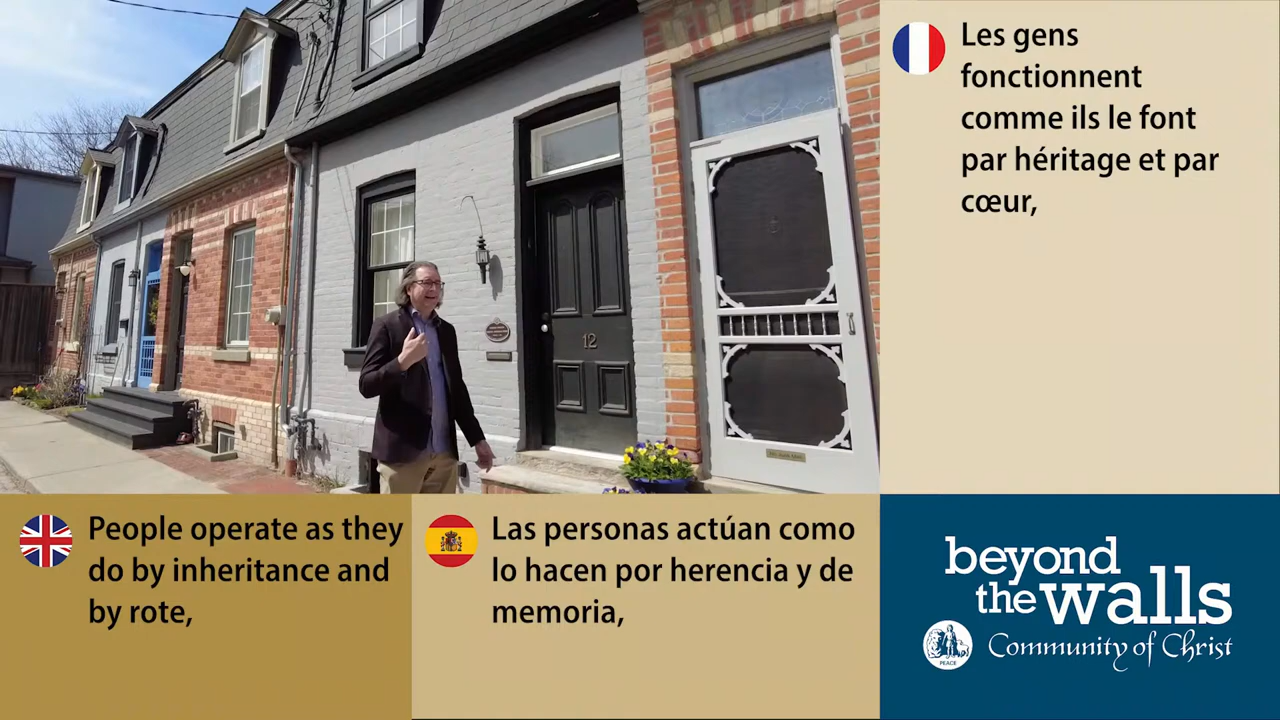 12
Les gens
fonctionnent
comme ils le font
par héritage et par
cœur,
People operate as they
do by inheritance and
by rote,
Las personas actúan como
lo hacen por herencia y de
memoria,
beyond
the walls
PEACE
Community of Christ